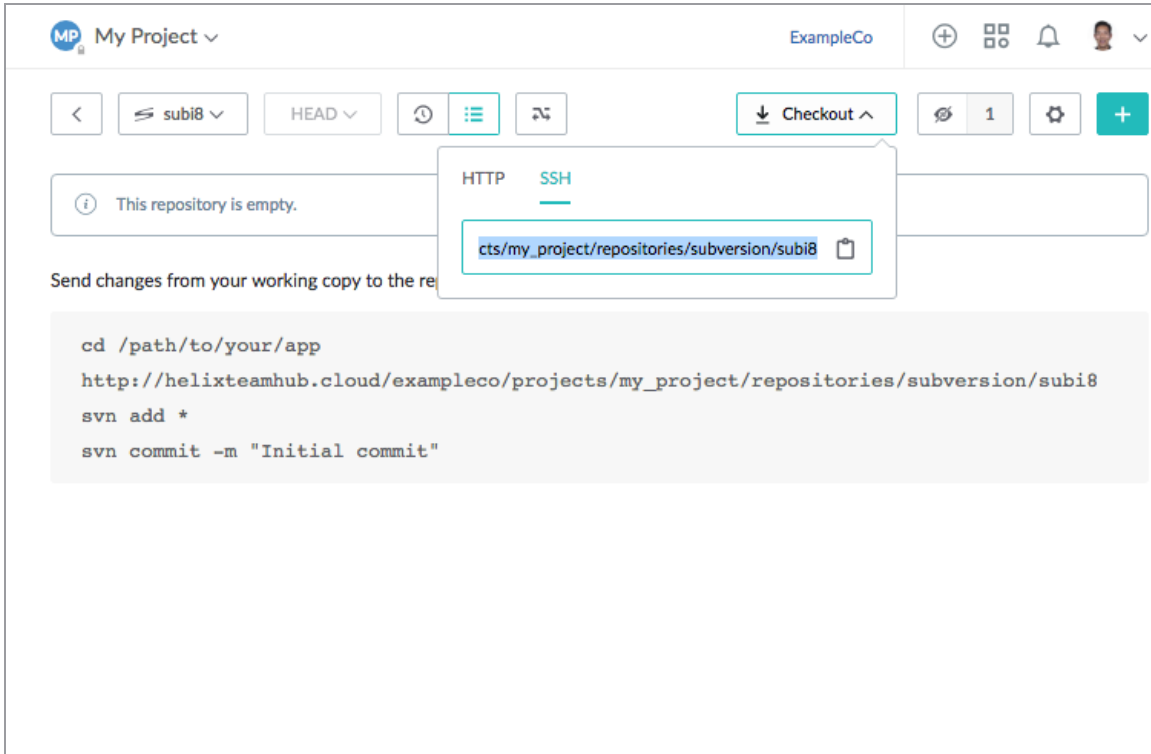 MP My Project ExampleCo
subi8 HEAD Checkout 1 +
HTTP SSH
This repository is empty.
cts/my_project/repositories/subversion/subi8
Send changes from your working copy to the
cd /path/to/your/app
http://helixteamhub.cloud/exampleco/projects/my_project/repositories/subversion/subi8
svn add *
svn commit -m "Initial commit"